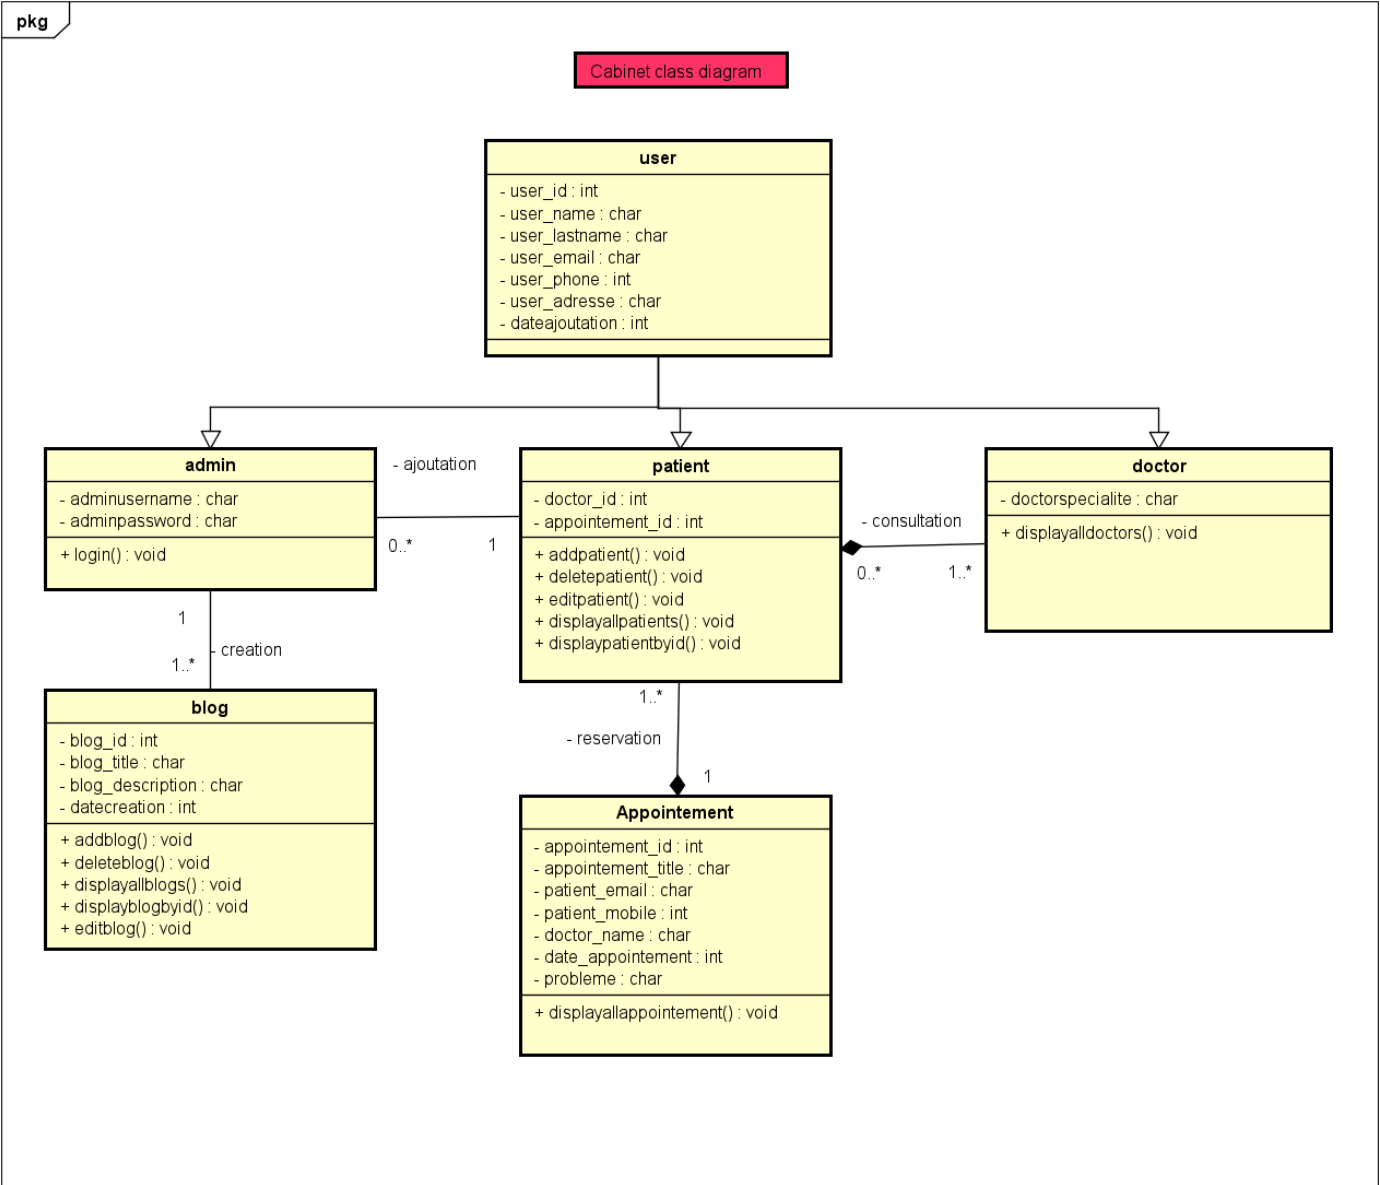 pkg
Cabinet class diagram
user
- user_id : int
- user_name : char
- user_lastname : char
- user_email : char
- user_phone : int
- user_adresse : char
- dateajoutation : int
admin
- adminusername : char
- adminpassword : char
+ login() : void
- ajoutation
0..*
1
patient
- doctor_id : int
- appointement_id : int
+ addpatient() : void
+ deletepatient() : void
+ editpatient() : void
+ displayallpatients() : void
+ displaypatientbyid() : void
- consultation
0..*
1..*
doctor
- doctorspecialite : char
+ displayalldoctors() : void
1
- creation
1..*
blog
- blog_id : int
- blog_title : char
- blog_description : char
- datecreation : int
+ addblog() : void
+ deleteblog() : void
+ displayallblogs() : void
+ displayblogbyid() : void
+ editblog() : void
1..*
- reservation
1
Appointement
- appointement_id : int
- appointement_title : char
- patient_email : char
- patient_mobile : int
- doctor_name : char
- date_appointement : int
- probleme : char
+ displayallappointement() : void